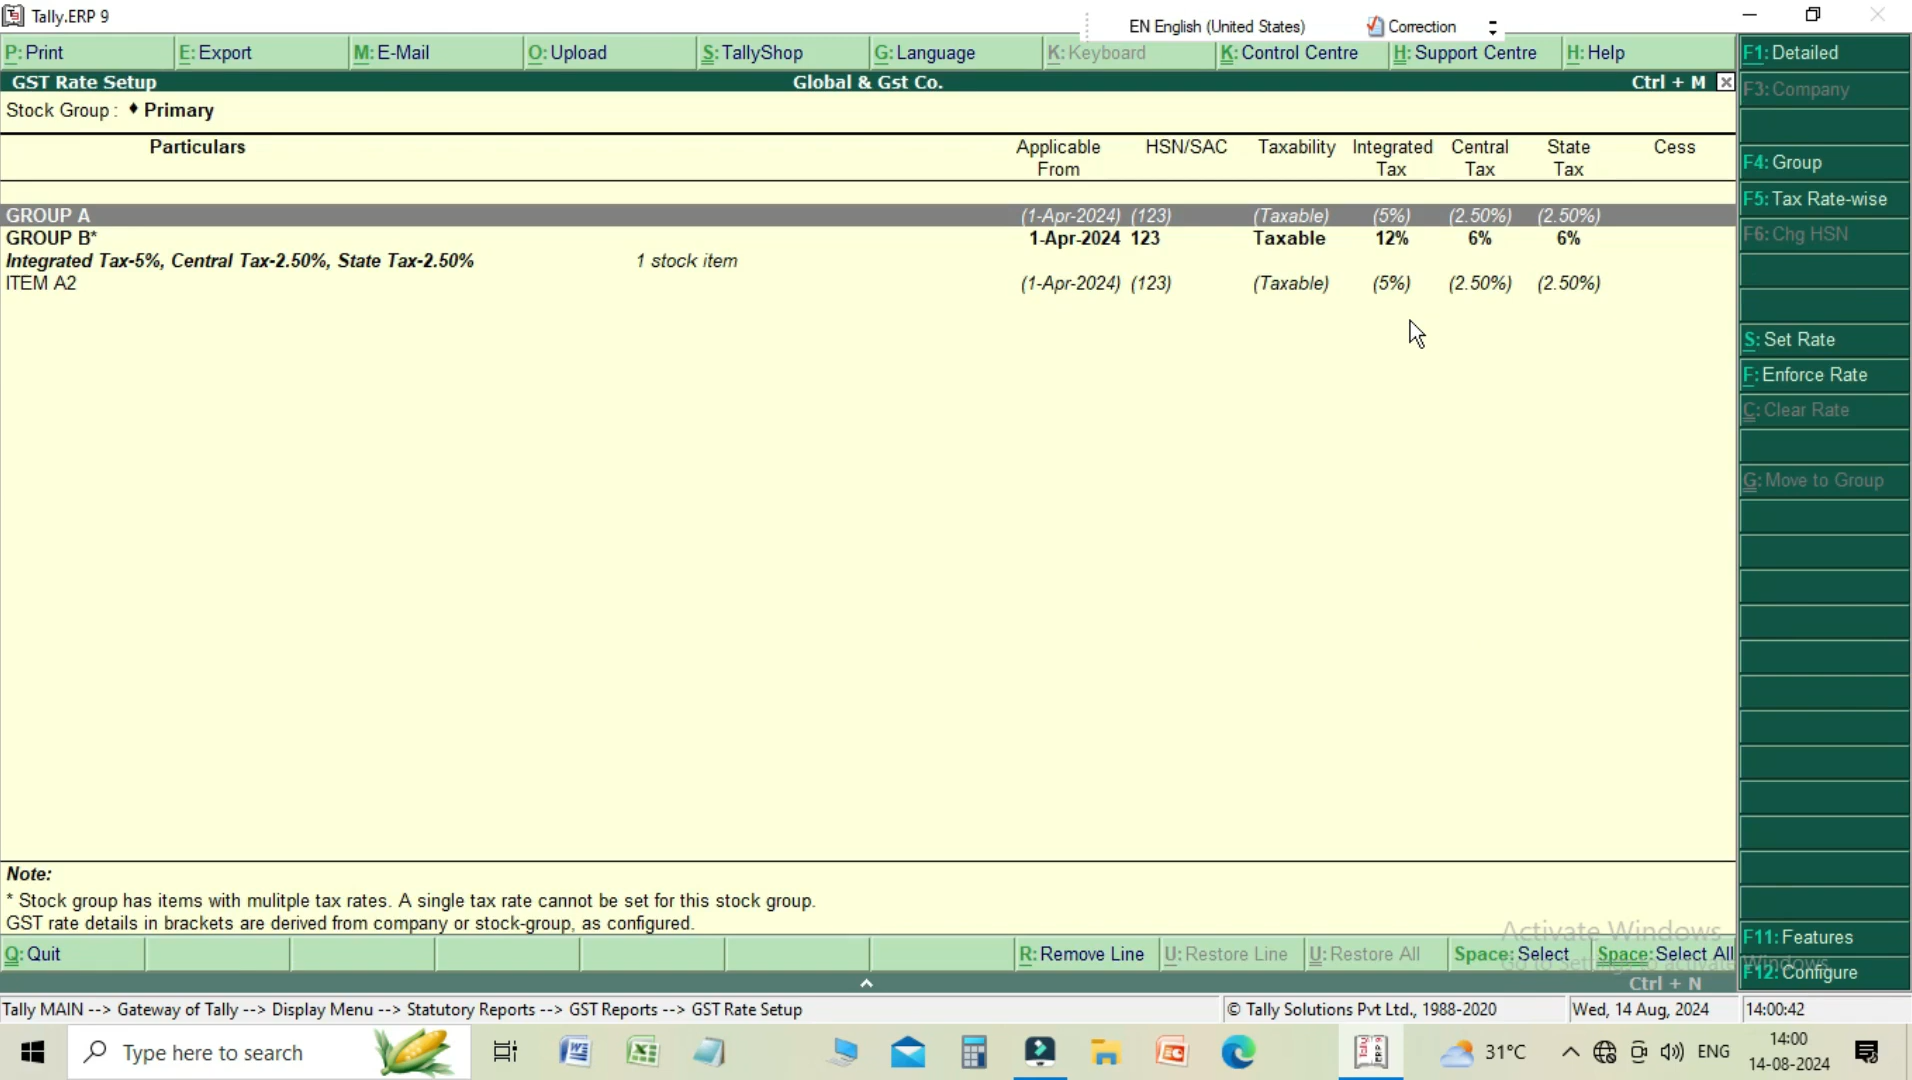 Tally.ERP 9
EN English (United States) Correction
P: Print E: Export M: E-Mail O: Upload S: TallyShop G: Language K: Keyboard K: Control Centre H: Support Centre H: Help
GST Rate Setup Global & Gst Co. Ctrl + M
Stock Group : ♦ Primary
Particulars Applicable From HSN/SAC Taxability Integrated Tax Central Tax State Tax Cess
GROUP A (1-Apr-2024) (123) (Taxable) (5%) (2.50%) (2.50%)
GROUP B* 1-Apr-2024 123 Taxable 12% 6% 6%
Integrated Tax-5%, Central Tax-2.50%, State Tax-2.50% 1 stock item
ITEM A2 (1-Apr-2024) (123) (Taxable) (5%) (2.50%) (2.50%)
Note:
* Stock group has items with mulitple tax rates. A single tax rate cannot be set for this stock group.
GST rate details in brackets are derived from company or stock-group, as configured.
F1: Detailed
F3: Company
F4: Group
F5: Tax Rate-wise
F6: Chg HSN
S: Set Rate
F: Enforce Rate
C: Clear Rate
G: Move to Group
F11: Features
F12: Configure
Activate Windows
Q: Quit R: Remove Line U: Restore Line U: Restore All Space: Select Space: Select All
Ctrl + N
Tally MAIN --> Gateway of Tally --> Display Menu --> Statutory Reports --> GST Reports --> GST Rate Setup © Tally Solutions Pvt Ltd., 1988-2020 Wed, 14 Aug, 2024 14:00:42
Type here to search 31°C ENG 14:00
14-08-2024